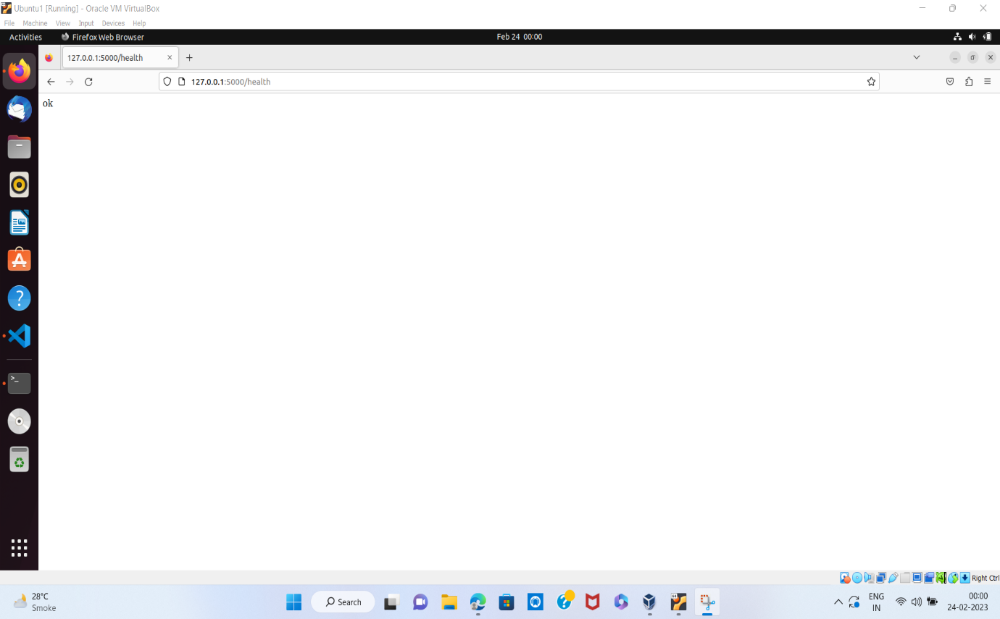 Ubuntu1 [Running] - Oracle VM VirtualBox
File Machine View Input Devices Help
Activities Firefox Web Browser Feb 24 00:00
127.0.0.1:5000/health
127.0.0.1:5000/health
ok
Right Ctrl
28°C
Smoke
Search
ENG
IN
00:00
24-02-2023